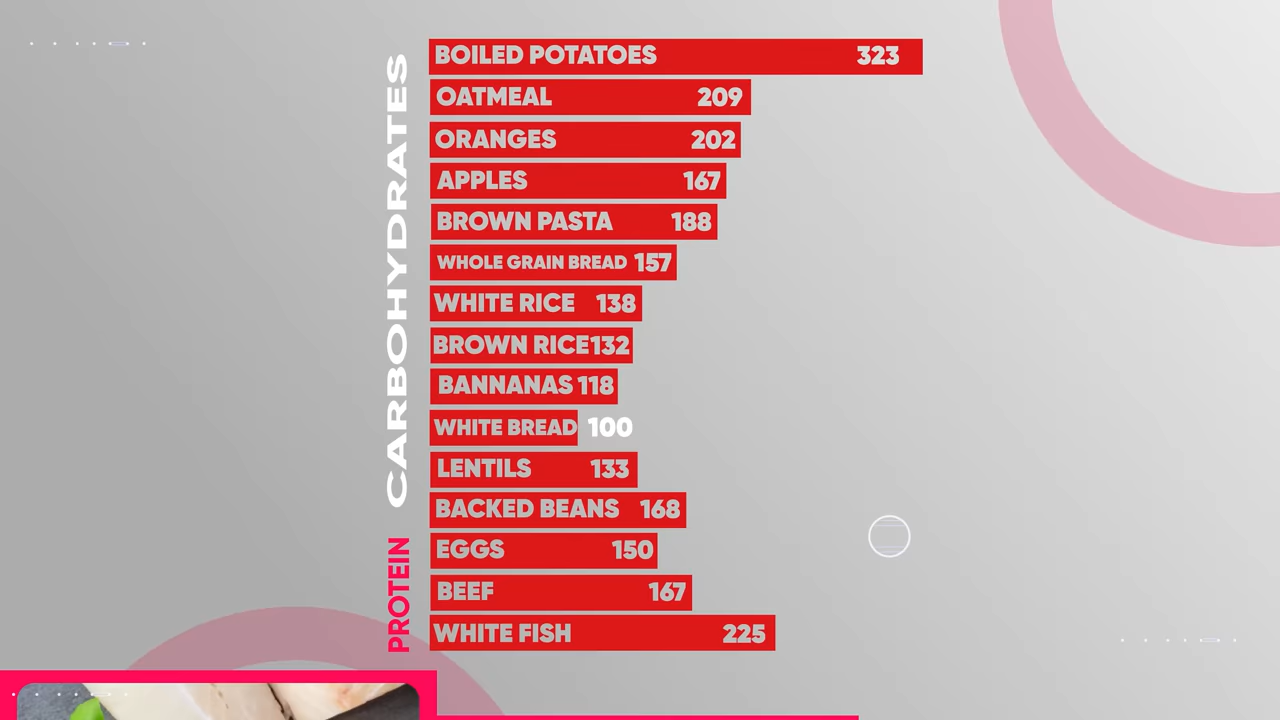 CARBOHYDRATES
BOILED POTATOES 323
OATMEAL 209
ORANGES 202
APPLES 167
BROWN PASTA 188
WHOLE GRAIN BREAD 157
WHITE RICE 138
BROWN RICE 132
BANNANAS 118
WHITE BREAD 100
LENTILS 133
BACKED BEANS 168
PROTEIN
EGGS 150
BEEF 167
WHITE FISH 225